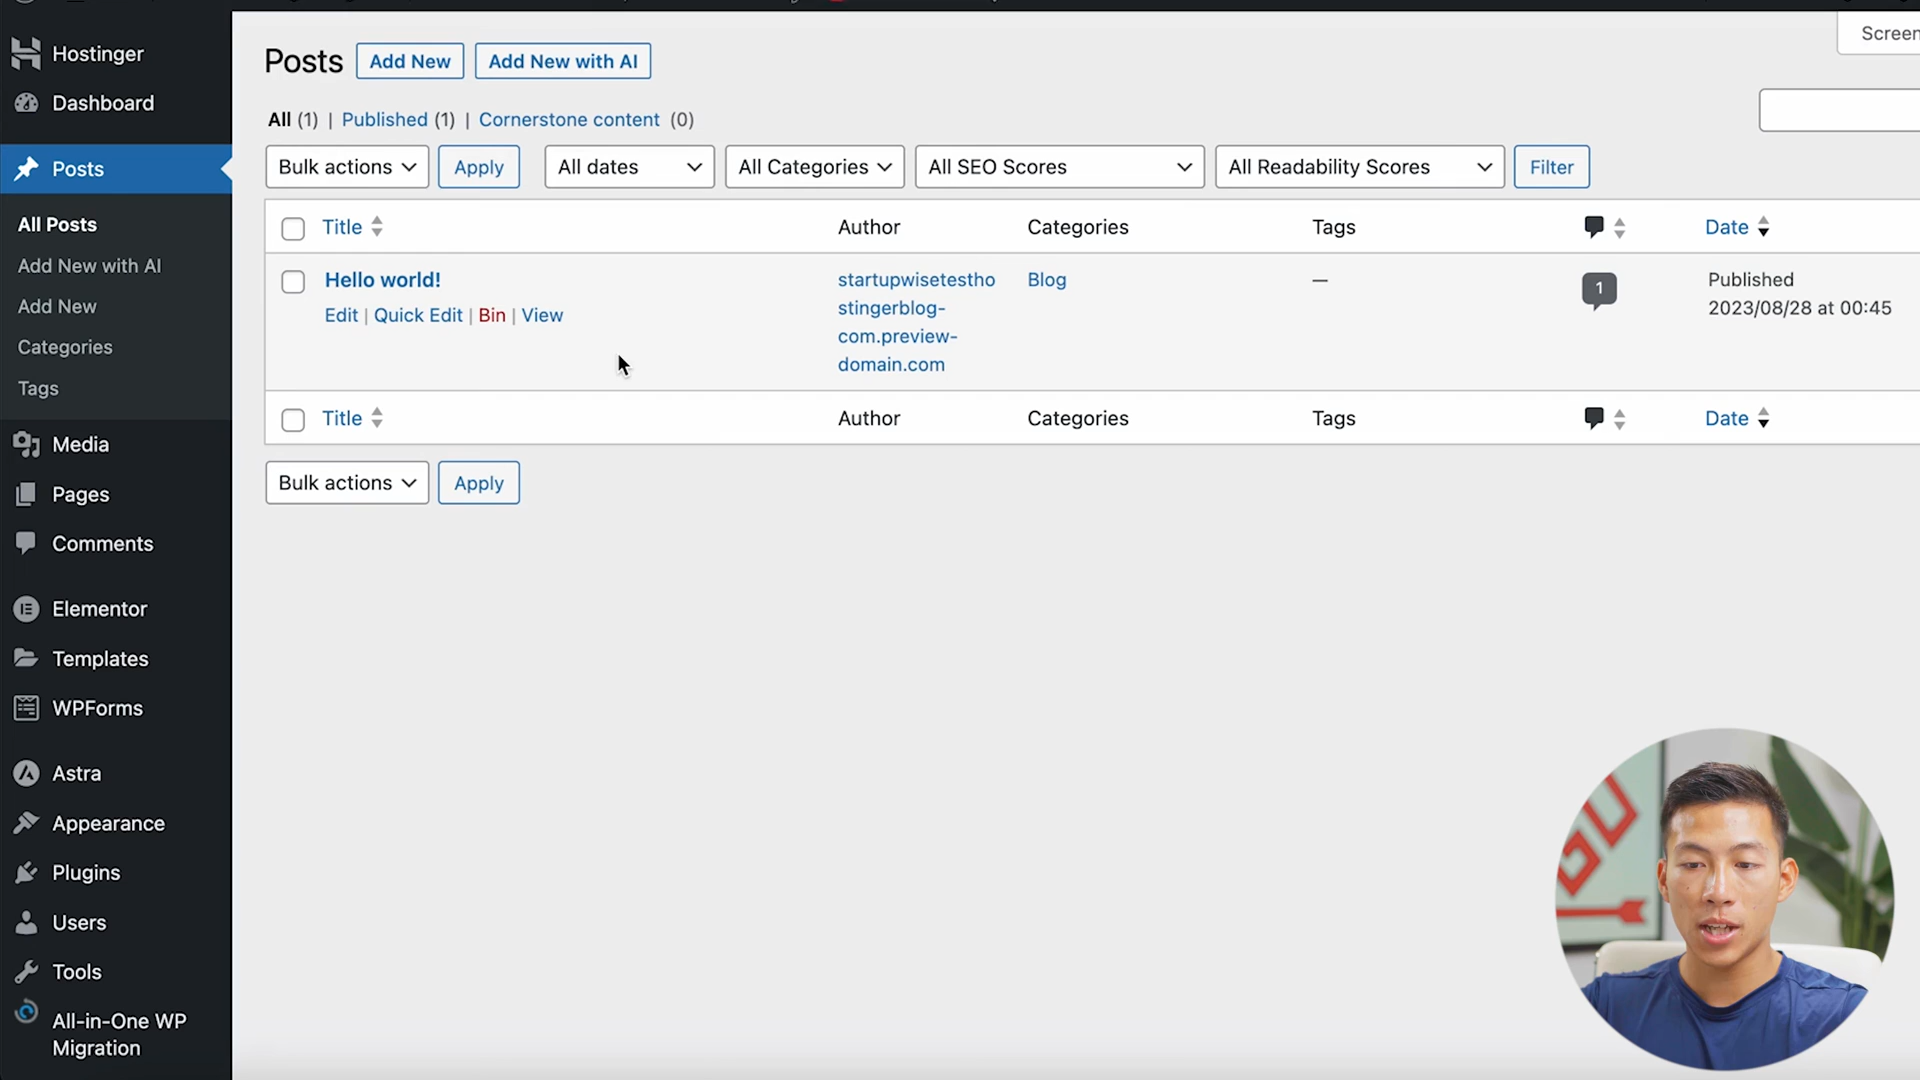 Hostinger
Dashboard
Posts
All Posts
Add New with AI
Add New
Categories
Tags
Media
Pages
Comments
Elementor
Templates
WPForms
Astra
Appearance
Plugins
Users
Tools
All-in-One WP
Migration
Screen
Posts Add New Add New with AI
All (1) | Published (1) | Cornerstone content (0)
Bulk actions Apply All dates All Categories All SEO Scores All Readability Scores Filter
Title Author Categories Tags Date
Hello world!
Edit | Quick Edit | Bin | View
startupwisetestho
stingerblog-
com.preview-
domain.com
Blog
—
1
Published
2023/08/28 at 00:45
Title Author Categories Tags Date
Bulk actions Apply